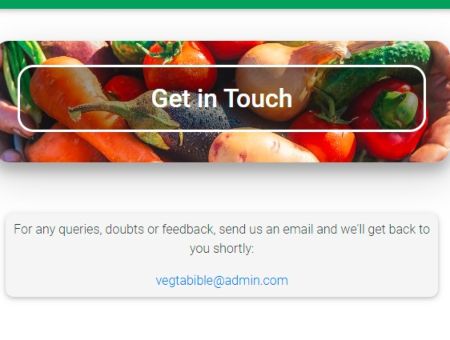 Get in Touch
For any queries, doubts or feedback, send us an email and we'll get back to
you shortly:
vegtabible@admin.com